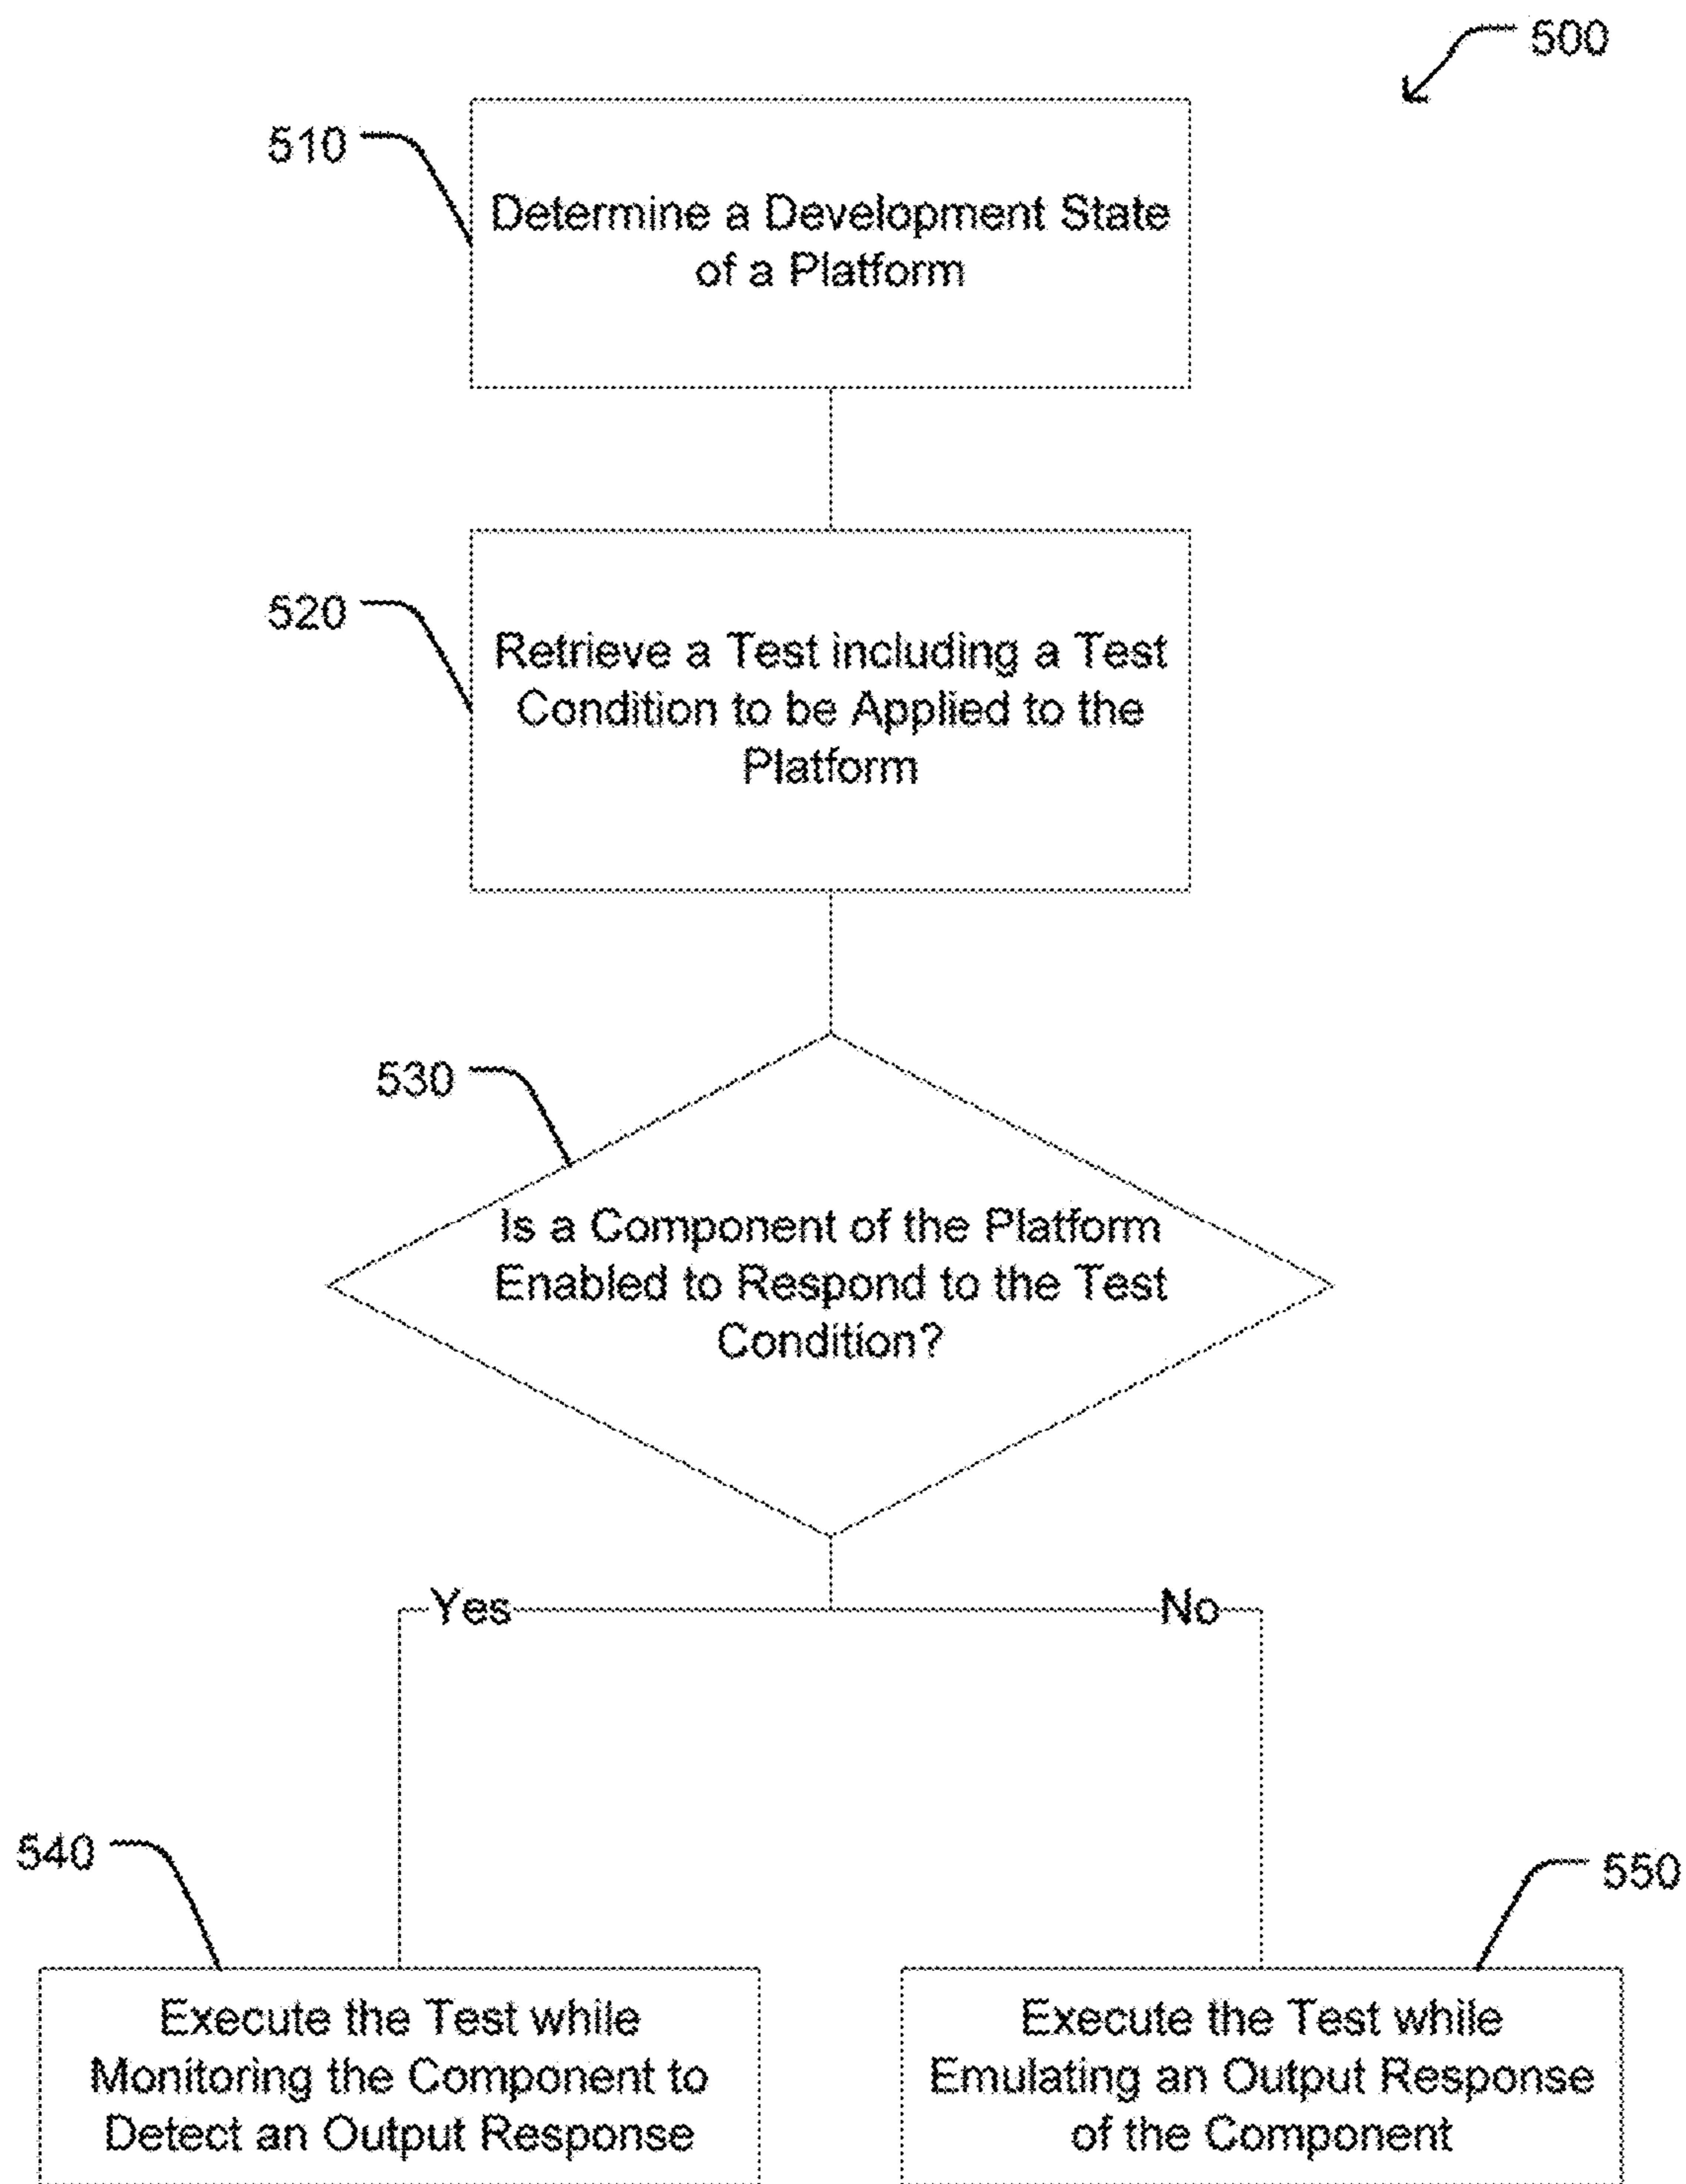 500
510
Determine a Development State
of a Platform
520
Retrieve a Test including a Test
Condition to be Applied to the
Platform
530
Is a Component of the Platform
Enabled to Respond to the Test
Condition?
Yes
No
540
550
Execute the Test while
Monitoring the Component to
Detect an Output Response
Execute the Test while
Emulating an Output Response
of the Component